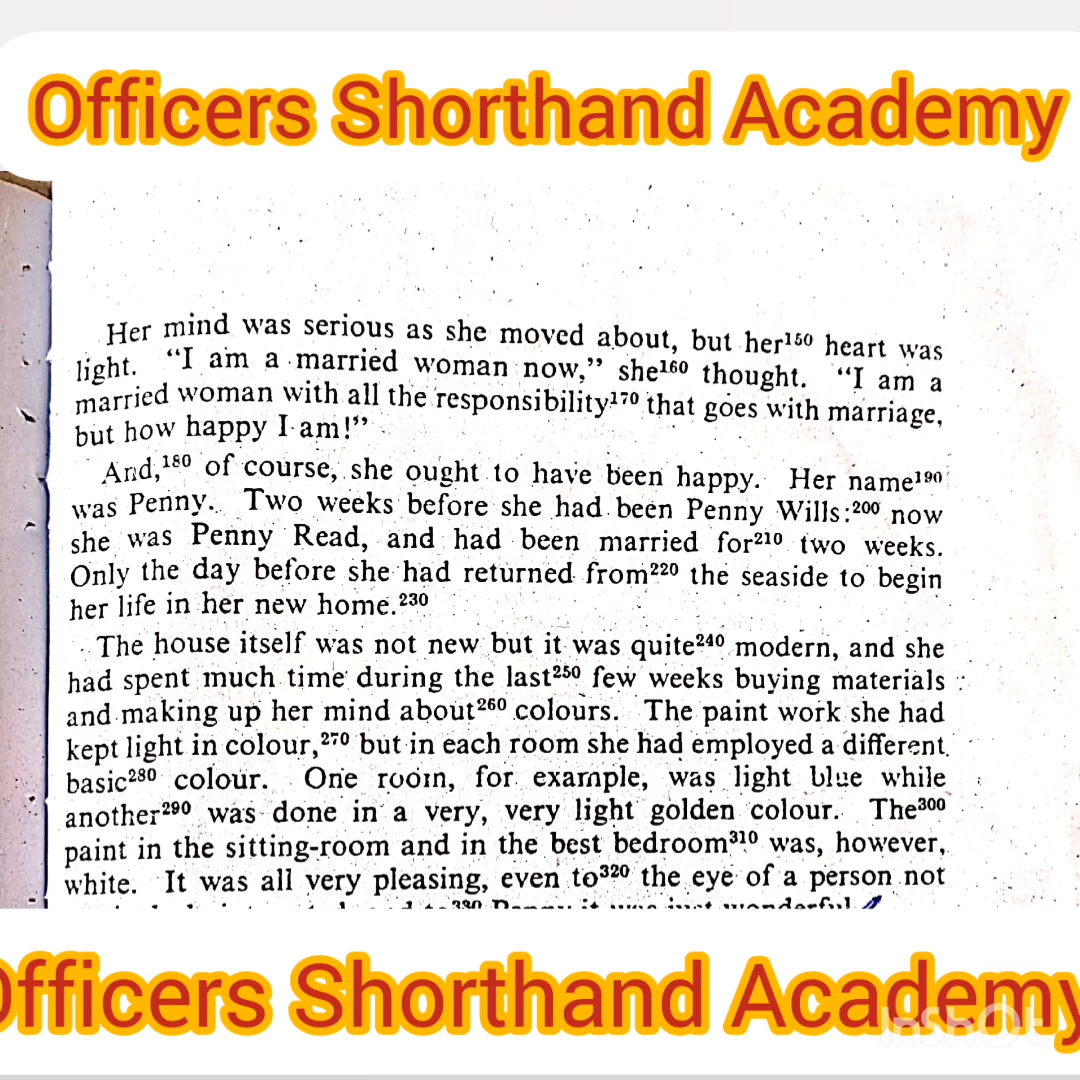 Officers Shorthand Academy
Her mind was serious as she moved about, but her150 heart was
light. “I am a married woman now,” she160 thought. “I am a
married woman with all the responsibility170 that goes with marriage,
but how happy I am!”
And,180 of course, she ought to have been happy. Her name190
was Penny. Two weeks before she had been Penny Wills:200 now
she was Penny Read, and had been married for210 two weeks.
Only the day before she had returned from220 the seaside to begin
her life in her new home.230
The house itself was not new but it was quite240 modern, and she
had spent much time during the last250 few weeks buying materials
and making up her mind about260 colours. The paint work she had
kept light in colour,270 but in each room she had employed a different
basic280 colour. One room, for example, was light blue while
another290 was done in a very, very light golden colour. The300
paint in the sitting-room and in the best bedroom310 was, however,
white. It was all very pleasing, even to320 the eye of a person not
330 Penny it was just wonderful
Officers Shorthand Academy
InShOt